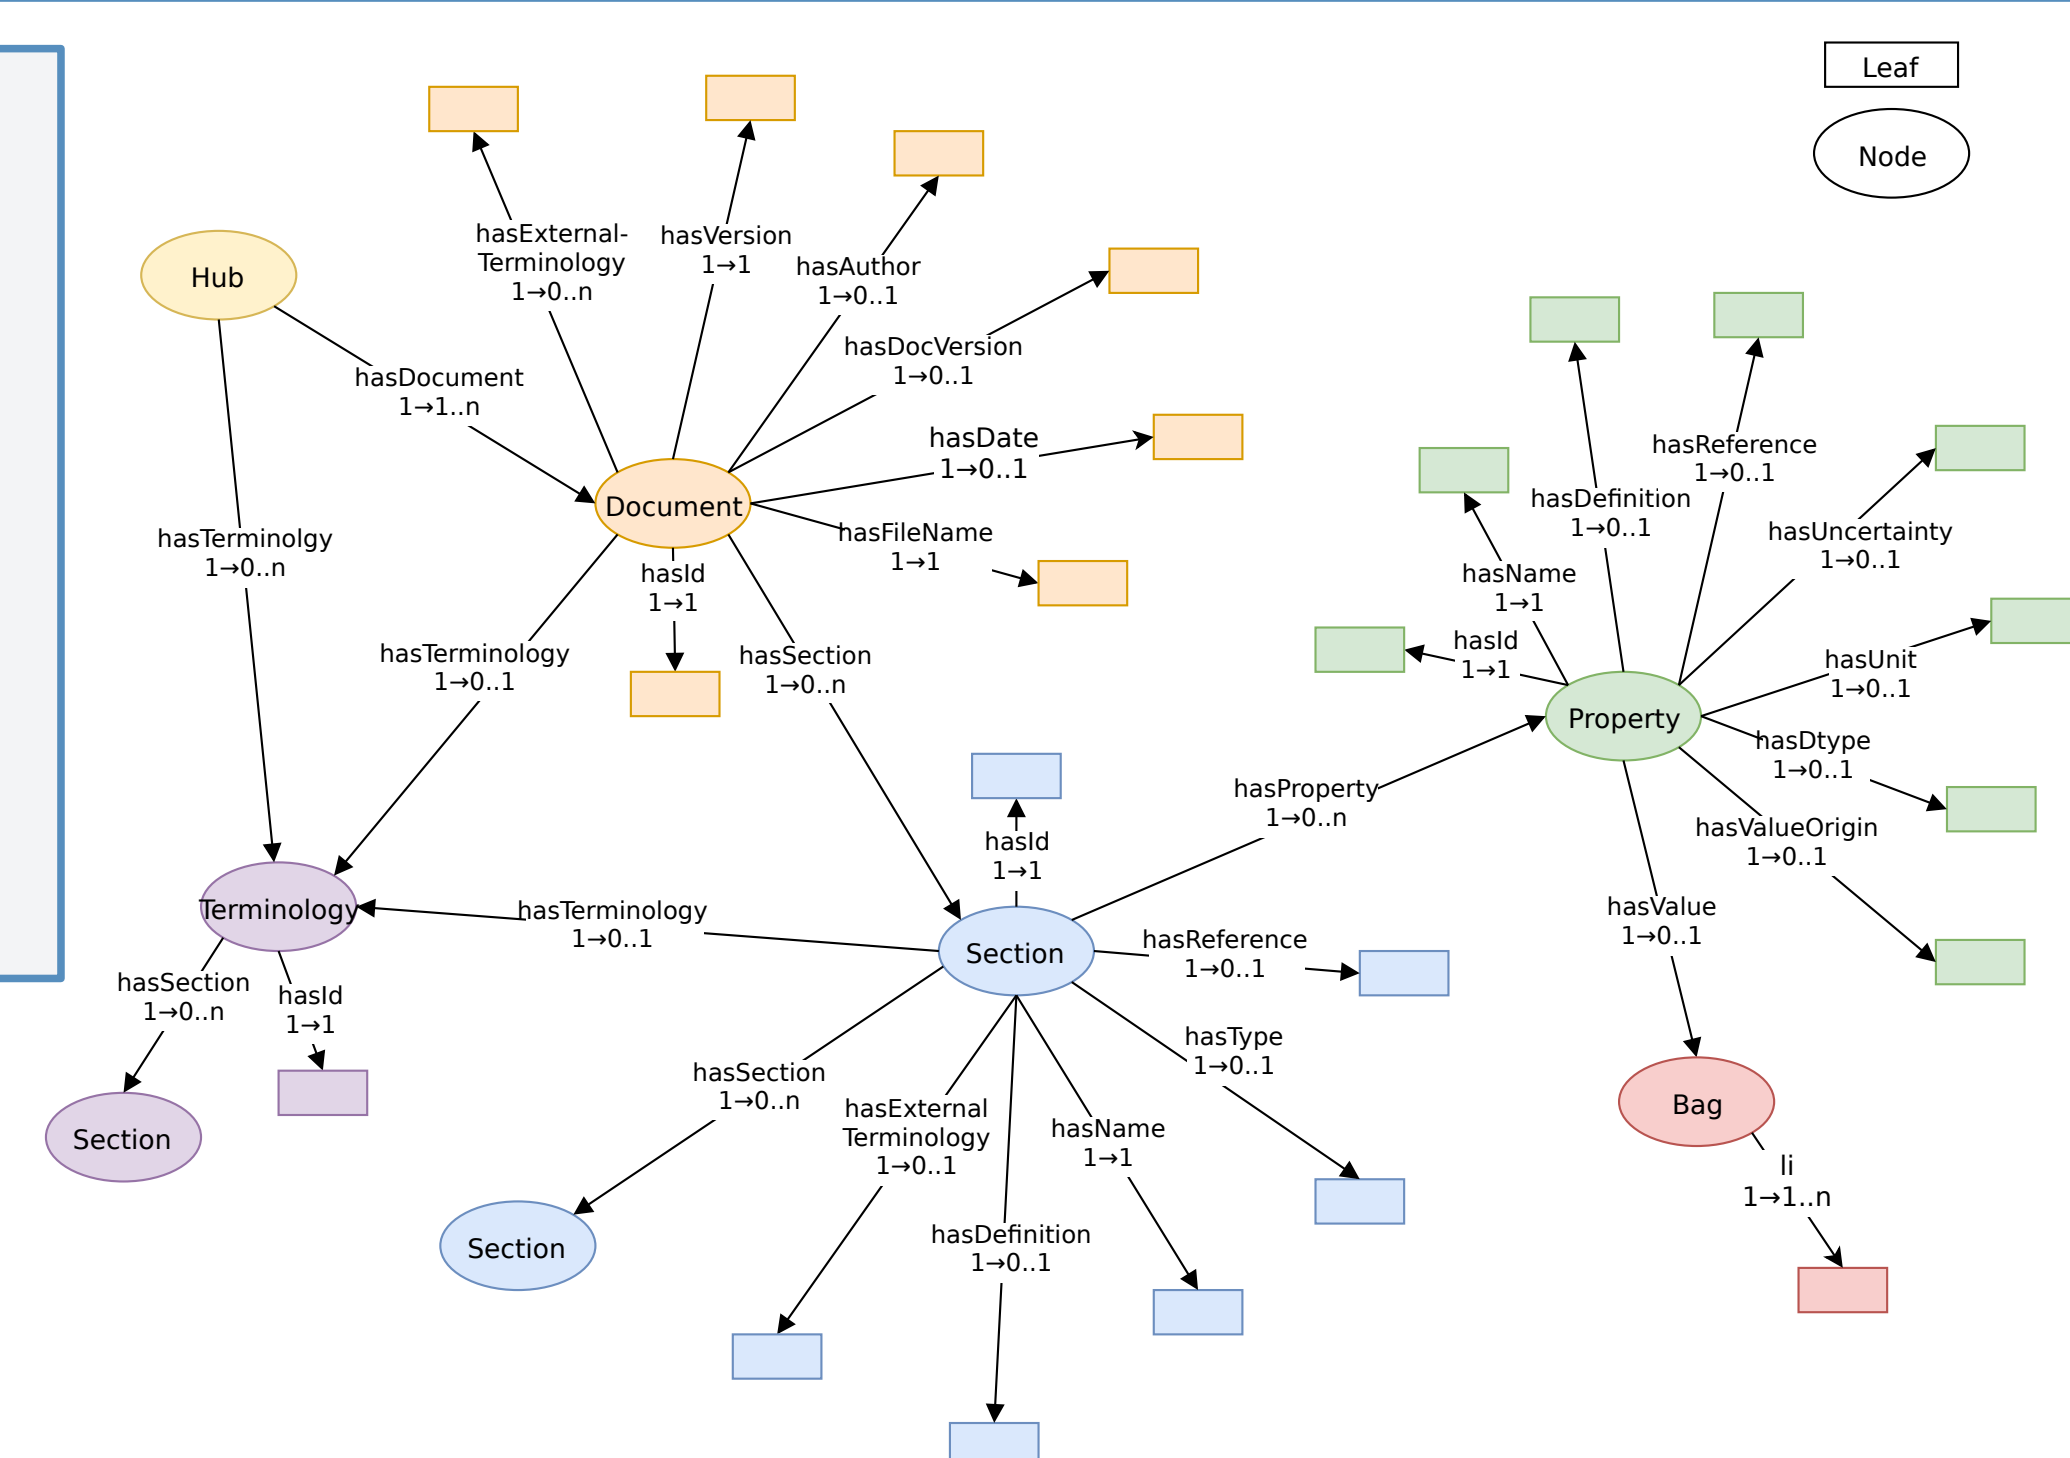 Leaf
Node
hasExternal-
Terminology
1→0..n
hasVersion
1→1
hasAuthor
1→0..1
Hub
hasDocVersion
1→0..1
hasDocument
1→1..n
hasDate
1→0..1
Document
hasFileName
1→1
hasTerminolgy
1→0..n
hasId
1→1
hasTerminology
1→0..1
hasSection
1→0..n
hasReference
1→0..1
hasDefinition
1→0..1
hasUncertainty
1→0..1
hasName
1→1
hasId
1→1
hasUnit
1→0..1
Property
hasDtype
1→0..1
hasValueOrigin
1→0..1
hasValue
1→0..1
hasProperty
1→0..n
hasId
1→1
Terminology
hasTerminology
1→0..1
Section
hasReference
1→0..1
hasSection
1→0..n
hasId
1→1
Section
hasType
1→0..1
hasSection
1→0..n
hasExternal
Terminology
1→0..1
hasName
1→1
hasDefinition
1→0..1
Section
Bag
li
1→1..n